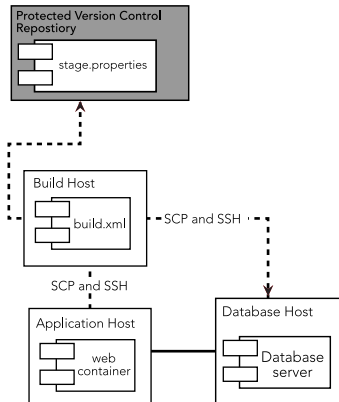 Protected Version Control
Repostiory
stage.properties
Build Host
build.xml
SCP and SSH
SCP and SSH
Application Host
web
container
Database Host
Database
server